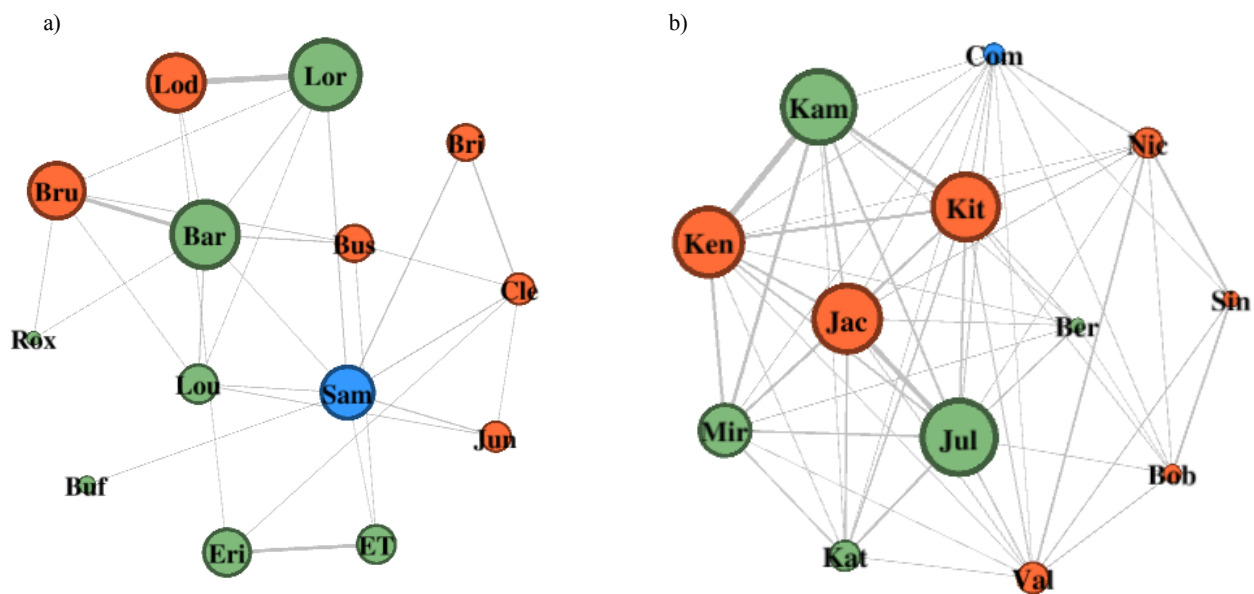 a)
Lod
Lor
Bri
Bru
Bar
Bus
Cle
Rox
Lou
Sam
Jun
Buf
Eri
ET
b)
Com
Kam
Nic
Kit
Ken
Sin
Jac
Ber
Mir
Jul
Bob
Kat
Val